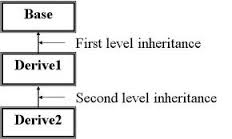 Base
First level inheritance
Derive1
Second level inheritance
Derive2